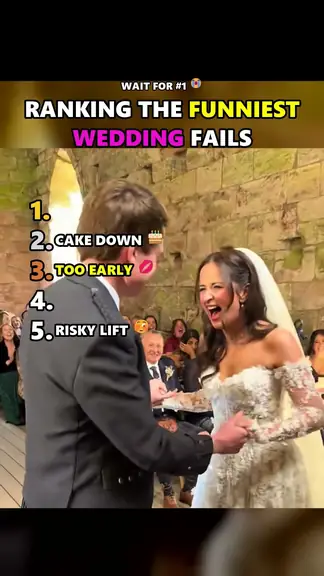 WAIT FOR #1 😭
RANKING THE FUNNIEST
WEDDING FAILS
1.
2. CAKE DOWN 🎂
3. TOO EARLY 💋
4.
5. RISKY LIFT 🥰